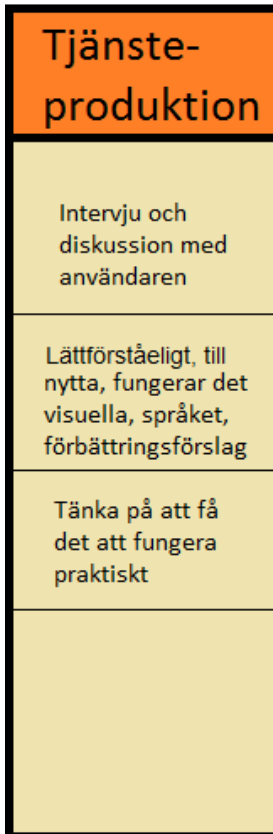 Tjänste-
produktion
Intervju och
diskussion med
användaren
Lättförståeligt, till
nytta, fungerar det
visuella, språket,
förbättringsförslag
Tänka på att få
det att fungera
praktiskt